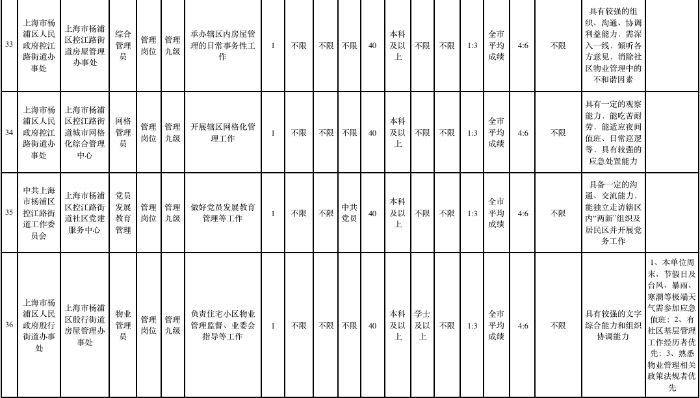 33
上海市杨
浦区人民
政府控江
路街道办
事处
上海市杨浦
区控江路街
道房屋管理
办事处
综合
管理
员
管理
岗位
管理
九级
承办辖区内房屋管
理的日常事务性工
作
1
不限
不限
不限
40
本科
及以
上
不限
不限
1:3
全市
平均
成绩
4:6
不限
具有较强的组
织、沟通、协调
利益能力，需深
入一线，倾听各
方意见，消除社
区物业管理中的
不和谐因素
34
上海市杨
浦区人民
政府控江
路街道办
事处
上海市杨浦
区控江路街
道城市网格
化综合管理
中心
网格
管理
员
管理
岗位
管理
九级
开展辖区网格化管
理工作
1
不限
不限
不限
40
本科
及以
上
不限
不限
1:3
全市
平均
成绩
4:6
不限
具有一定的观察
能力，能吃苦耐
劳，能适应夜间
值班、日常巡逻
等，具有较强的
应急处置能力
35
中共上海
市杨浦区
控江路街
道工作委
员会
上海市杨浦
区控江路街
道社区党建
服务中心
党员
发展
教育
管理
管理
岗位
管理
九级
做好党员发展教育
管理等工作
1
不限
不限
中共
党员
40
本科
及以
上
不限
不限
1:3
全市
平均
成绩
4:6
不限
具备一定的沟
通、交流能力，
能独立走访辖区
内“两新”组织及
居民区并开展党
务工作
36
上海市杨
浦区人民
政府殷行
街道办事
处
上海市杨浦
区殷行街道
房屋管理办
事处
物业
管理
员
管理
岗位
管理
九级
负责住宅小区物业
管理监督、业委会
指导等工作
1
不限
不限
不限
40
本科
及以
上
学士
及以
上
不限
1:3
全市
平均
成绩
4:6
不限
具有较强的文字
综合能力和组织
协调能力
1、本单位周
末、节假日及
台风、暴雨、
寒潮等极端天
气需参加应急
值班；2、有
社区基层管理
工作经历者优
先；3、熟悉
物业管理相关
政策法规者优
先